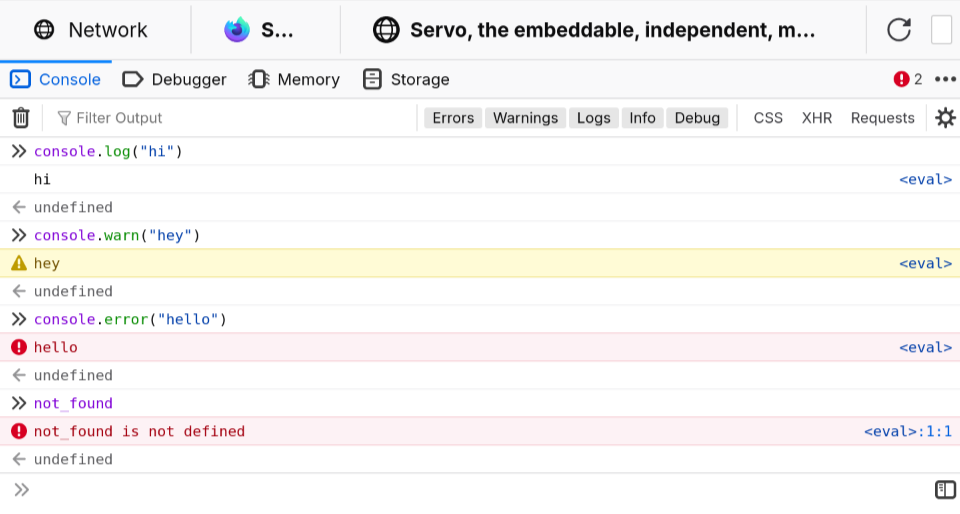 Network S... Servo, the embeddable, independent, m...
Console Debugger Memory Storage 2
Filter Output Errors Warnings Logs Info Debug CSS XHR Requests
console.log("hi")
hi <eval>
undefined
console.warn("hey")
hey <eval>
undefined
console.error("hello")
hello <eval>
undefined
not_found
not_found is not defined <eval>:1:1
undefined